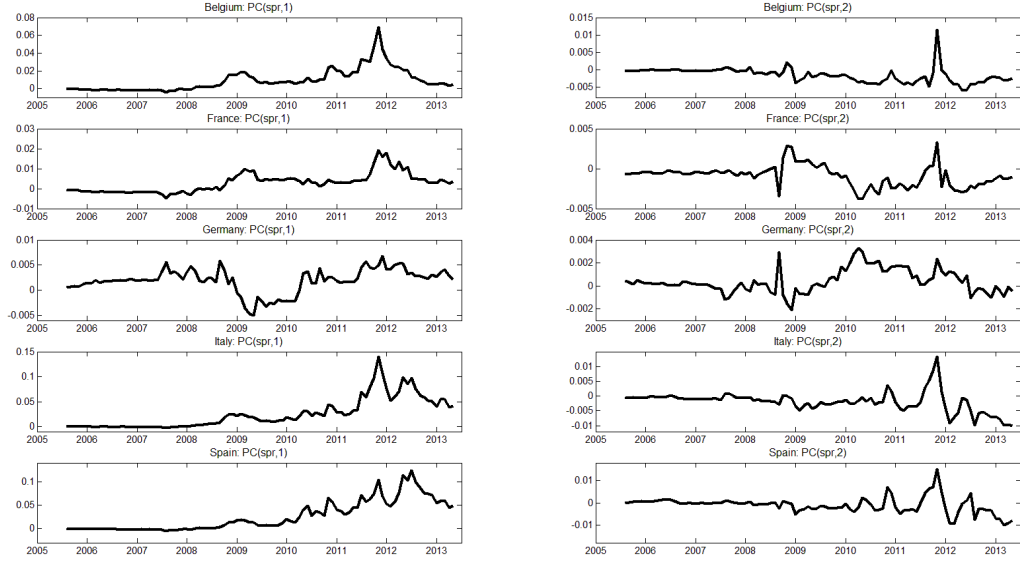 Belgium: PC(spr,1)
0.08
0.06
0.04
0.02
0
2005 2006 2007 2008 2009 2010 2011 2012 2013
France: PC(spr,1)
0.03
0.02
0.01
0
-0.01
2005 2006 2007 2008 2009 2010 2011 2012 2013
Germany: PC(spr,1)
0.01
0.005
0
-0.005
2005 2006 2007 2008 2009 2010 2011 2012 2013
Italy: PC(spr,1)
0.15
0.1
0.05
0
2005 2006 2007 2008 2009 2010 2011 2012 2013
Spain: PC(spr,1)
0.1
0.05
0
2005 2006 2007 2008 2009 2010 2011 2012 2013
Belgium: PC(spr,2)
0.015
0.01
0.005
0
-0.005
2005 2006 2007 2008 2009 2010 2011 2012 2013
France: PC(spr,2)
0.005
0
-0.005
2005 2006 2007 2008 2009 2010 2011 2012 2013
Germany: PC(spr,2)
0.004
0.002
0
-0.002
2005 2006 2007 2008 2009 2010 2011 2012 2013
Italy: PC(spr,2)
0.01
0.005
0
-0.005
-0.01
2005 2006 2007 2008 2009 2010 2011 2012 2013
Spain: PC(spr,2)
0.01
0
-0.01
2005 2006 2007 2008 2009 2010 2011 2012 2013